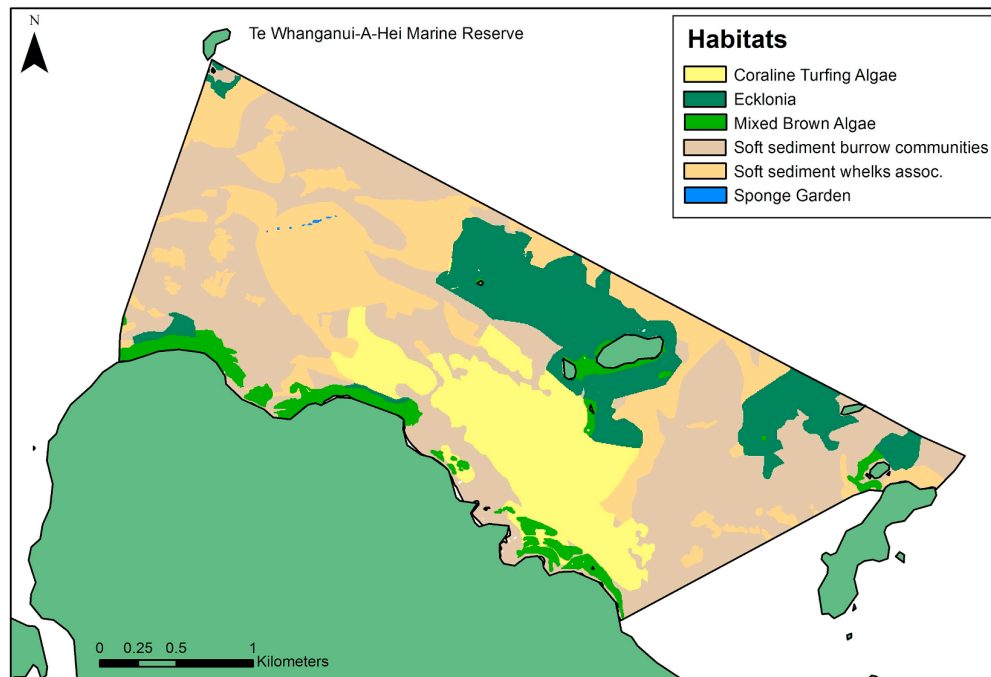 N
Te Whanganui-A-Hei Marine Reserve
Habitats
Coraline Turfing Algae
Ecklonia
Mixed Brown Algae
Soft sediment burrow communities
Soft sediment whelks assoc.
Sponge Garden
0 0.25 0.5 1
Kilometers